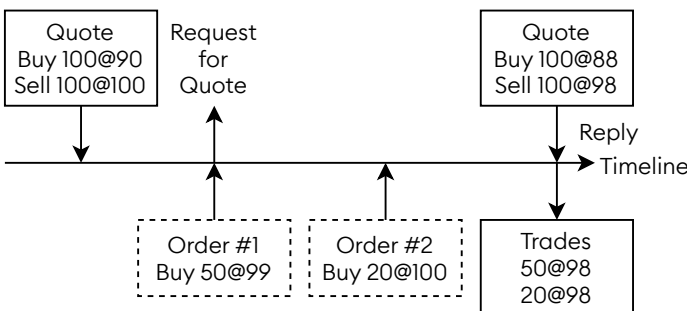 Quote
Buy 100@90
Sell 100@100
Request
for
Quote
Quote
Buy 100@88
Sell 100@98
Reply
Timeline
Order #1
Buy 50@99
Order #2
Buy 20@100
Trades
50@98
20@98